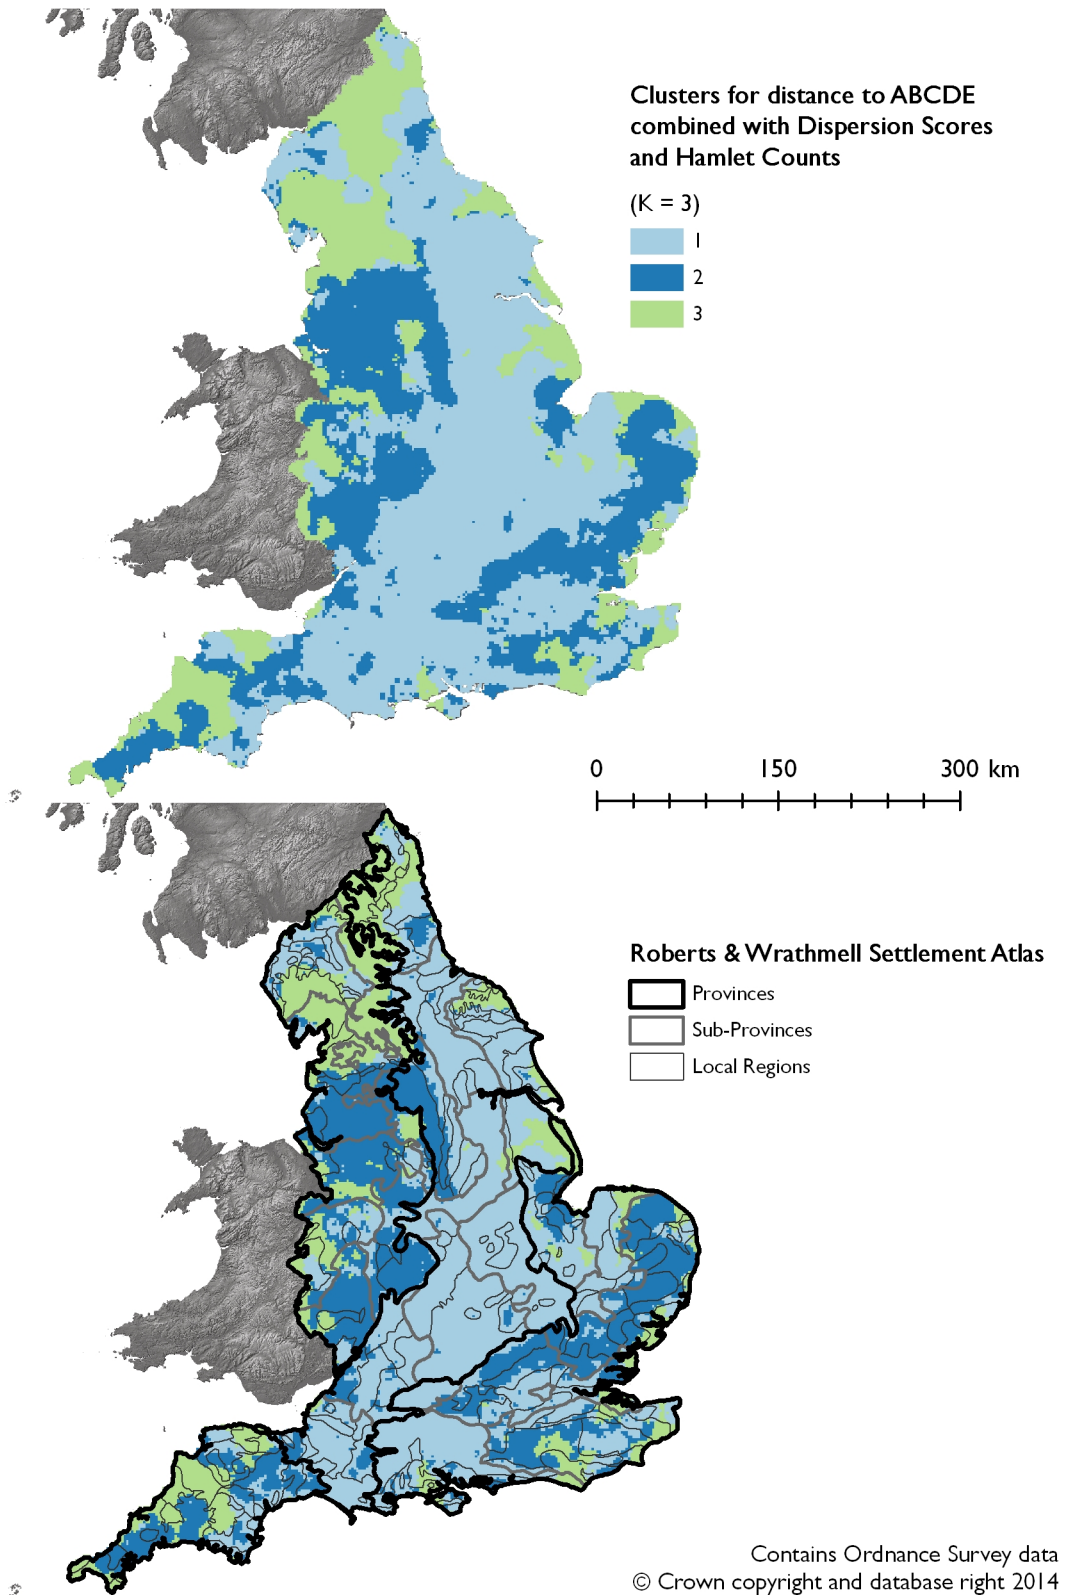 Clusters for distance to ABCDE
combined with Dispersion Scores
and Hamlet Counts
(K = 3)
1
2
3
0 150 300 km
Roberts & Wrathmell Settlement Atlas
Provinces
Sub-Provinces
Local Regions
Contains Ordnance Survey data
© Crown copyright and database right 2014